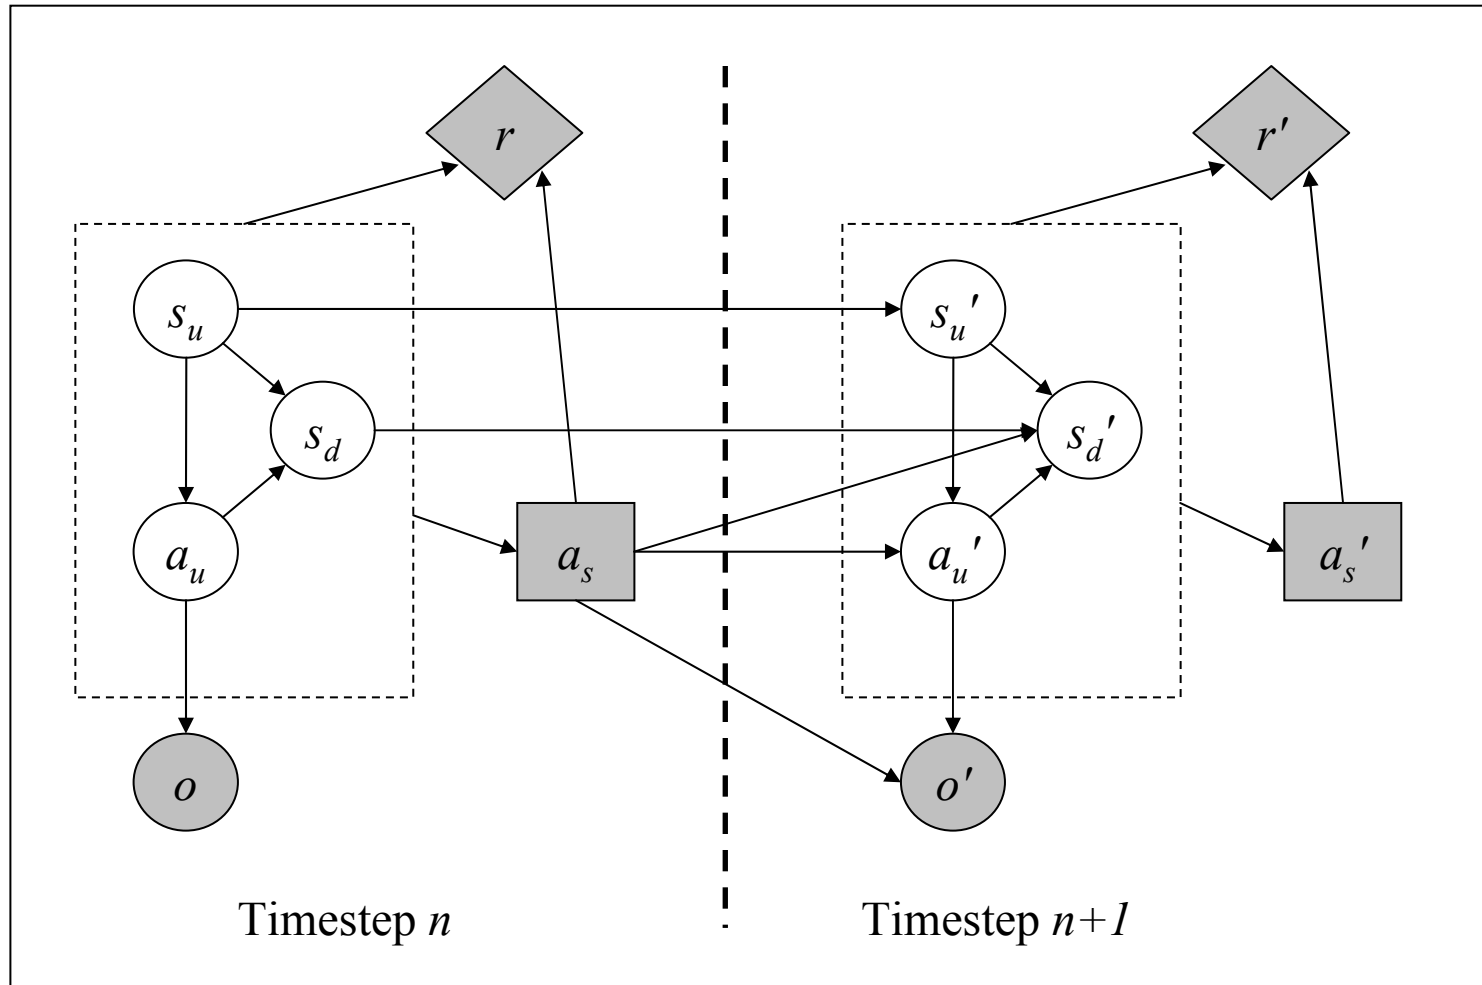 r r'
s_u s_u'
s_d s_d'
a_u a_s a_u' a_s'
o o'
Timestep n Timestep n+1